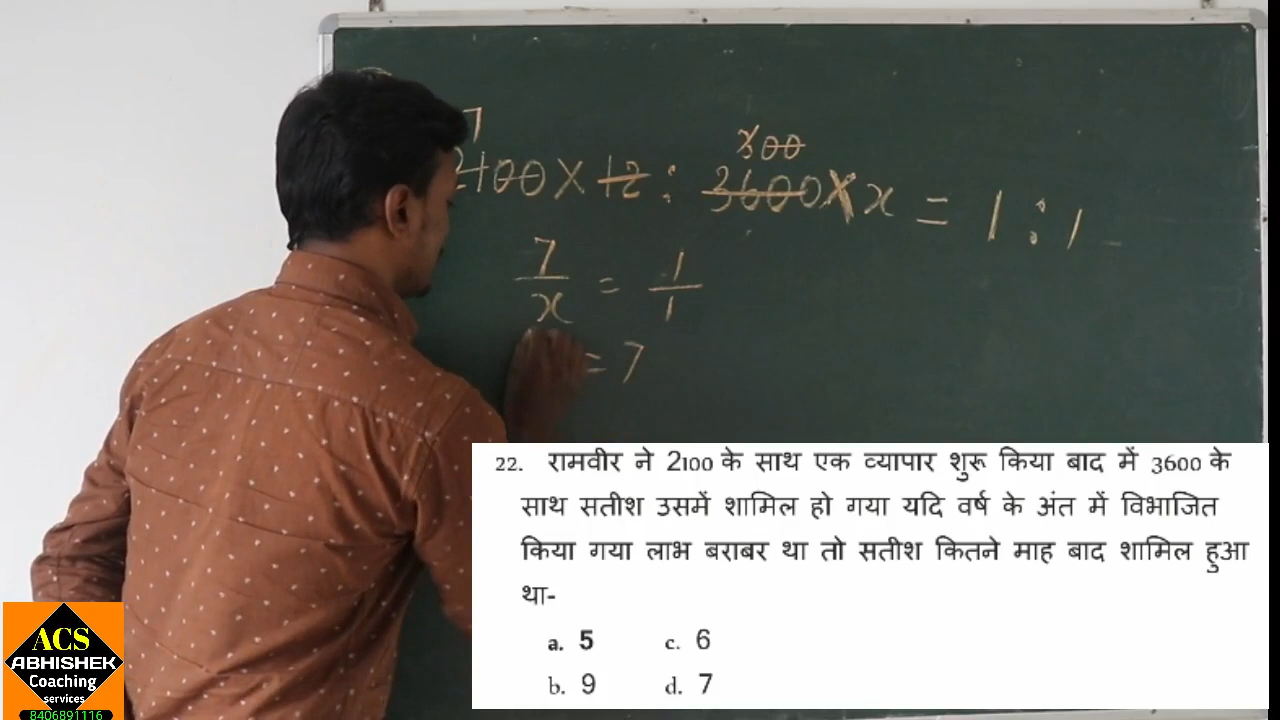 7
300
2100 X 12 : 3600 X x = 1 : 1
7/x = 1/1
= 7
22. रामवीर ने 2100 के साथ एक व्यापार शुरू किया बाद में 3600 के
साथ सतीश उसमें शामिल हो गया यदि वर्ष के अंत में विभाजित
किया गया लाभ बराबर था तो सतीश कितने माह बाद शामिल हुआ
था-
a. 5 c. 6
b. 9 d. 7
ACS
ABHISHEK
Coaching
services
8406891116